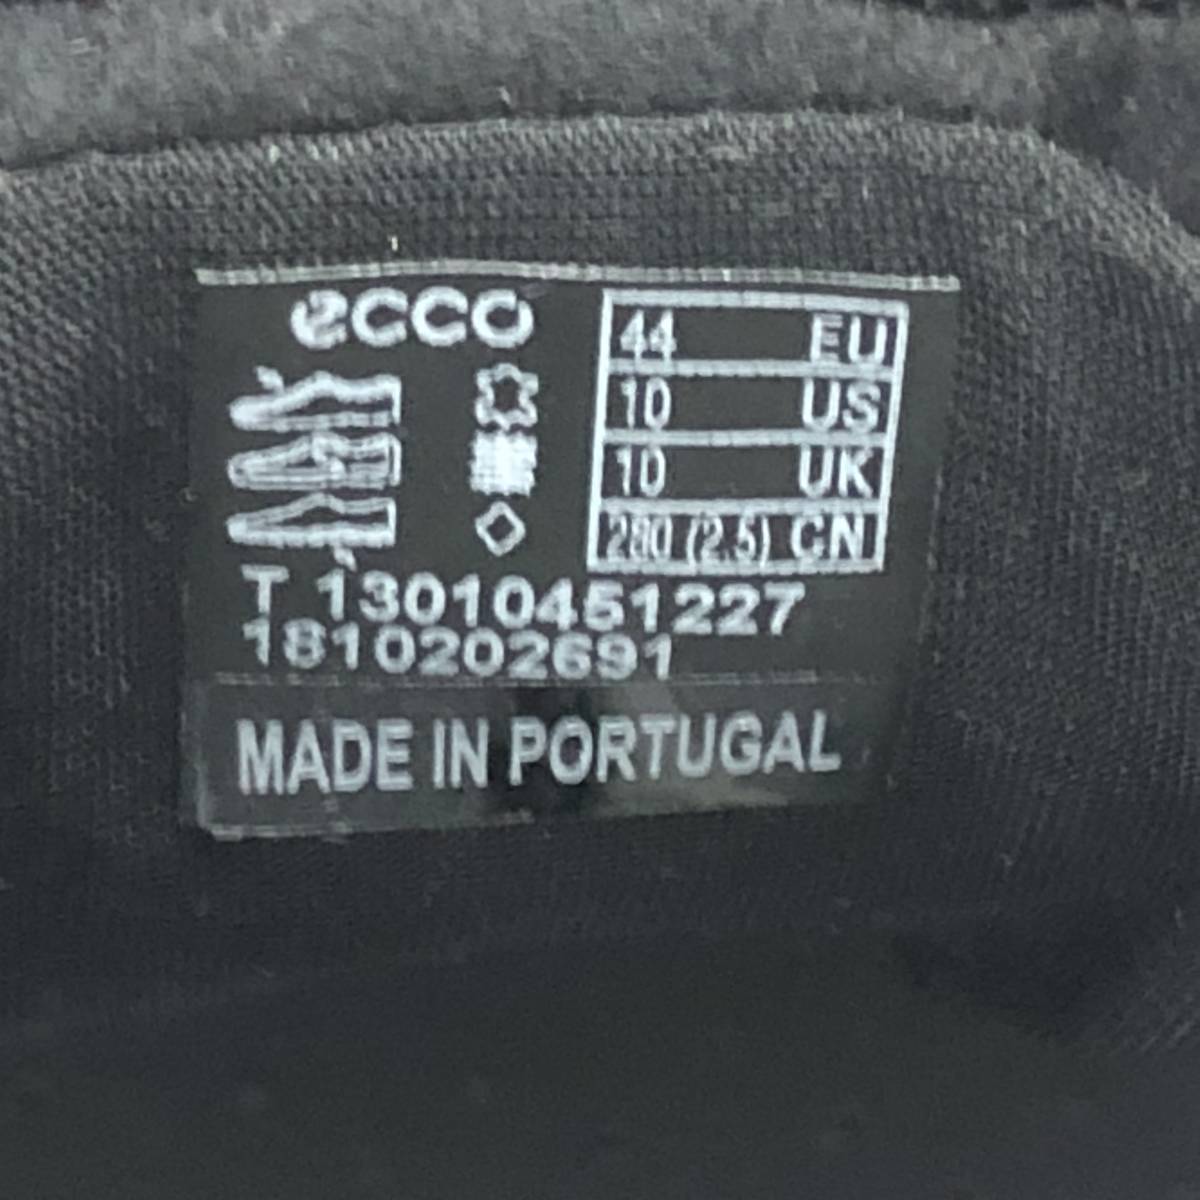 ecco
44 EU
10 US
10 UK
280 (2.5) CN
T 13010451227
1810202691
MADE IN PORTUGAL